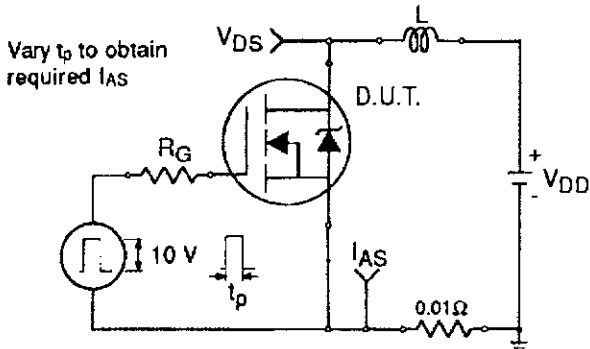 Vary tp to obtain
required IAS
VDS
L
D.U.T.
RG
+
VDD
-
10 V
tp
IAS
0.01Ω